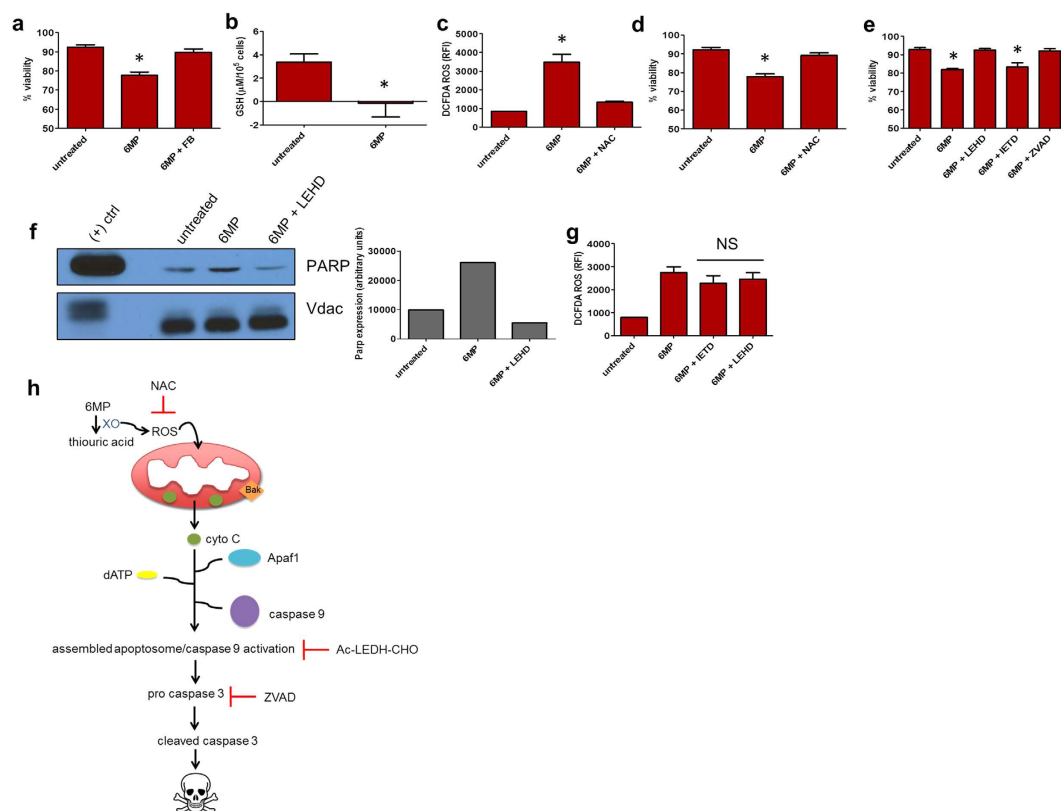 a
% viability
100
90
80
70
60
50
*
untreated
6MP
6MP + FB
b
GSH (µM/10⁵ cells)
6
4
2
0
-2
*
untreated
6MP
c
DCFDA ROS (RFI)
5000
4000
3000
2000
1000
0
*
untreated
6MP
6MP + NAC
d
% viability
100
90
80
70
60
50
*
untreated
6MP
6MP + NAC
e
% viability
100
90
80
70
60
50
*
*
untreated
6MP
6MP + LEHD
6MP + IETD
6MP + ZVAD
f
(+) ctrl
untreated
6MP
6MP + LEHD
PARP
Vdac
Parp expression (arbitrary units)
30000
20000
10000
0
untreated
6MP
6MP + LEHD
g
DCFDA ROS (RFI)
4000
3000
2000
1000
0
NS
untreated
6MP
6MP + IETD
6MP + LEHD
h
NAC
6MP
XO
ROS
thiouric acid
Bak
cyto C
Apaf1
dATP
caspase 9
assembled apoptosome/caspase 9 activation
Ac-LEDH-CHO
pro caspase 3
ZVAD
cleaved caspase 3